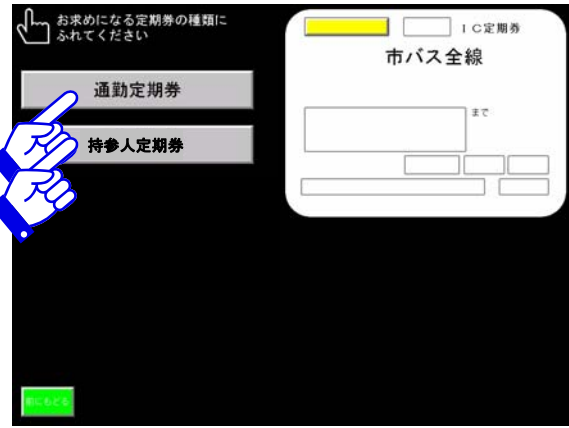 お求めになる定期券の種類に
ふれてください
通勤定期券
持参人定期券
IC定期券
市バス全線
まで
前にもどる